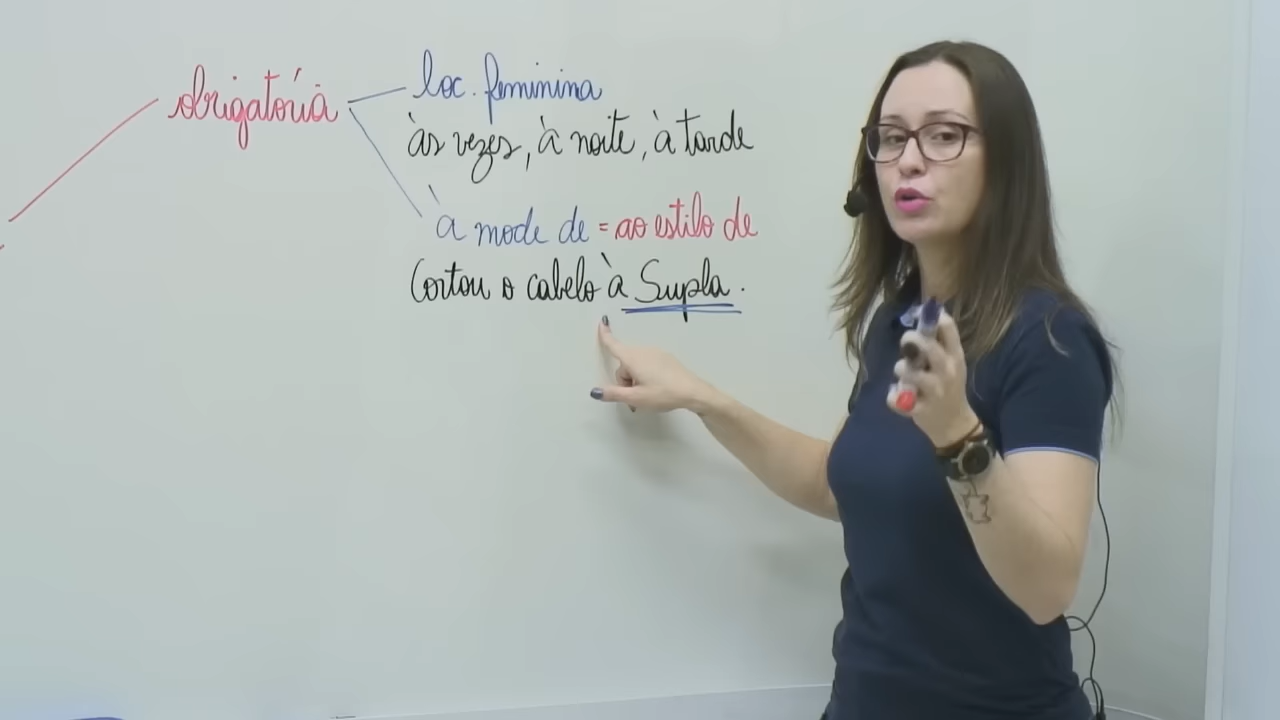 obrigatória
loc. feminina
às vezes, à noite, à tarde
à mode de = ao estilo de
Cortou o cabelo à Supla.